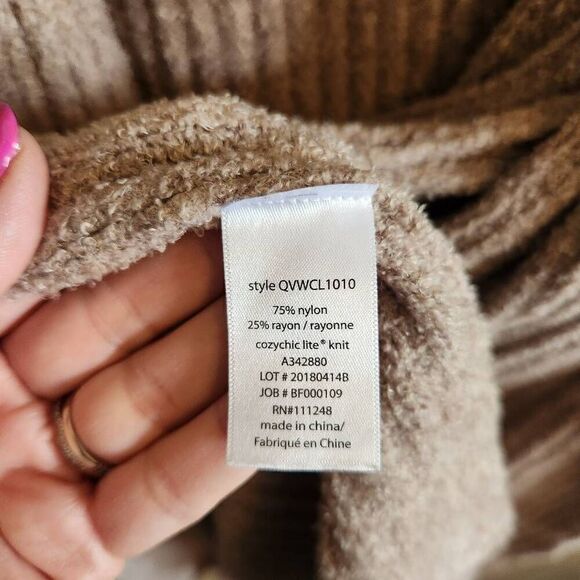 style QVWCL1010
75% nylon
25% rayon / rayonne
cozychic lite® knit
A342880
LOT # 20180414B
JOB # BF000109
RN#111248
made in china/
Fabriqué en Chine